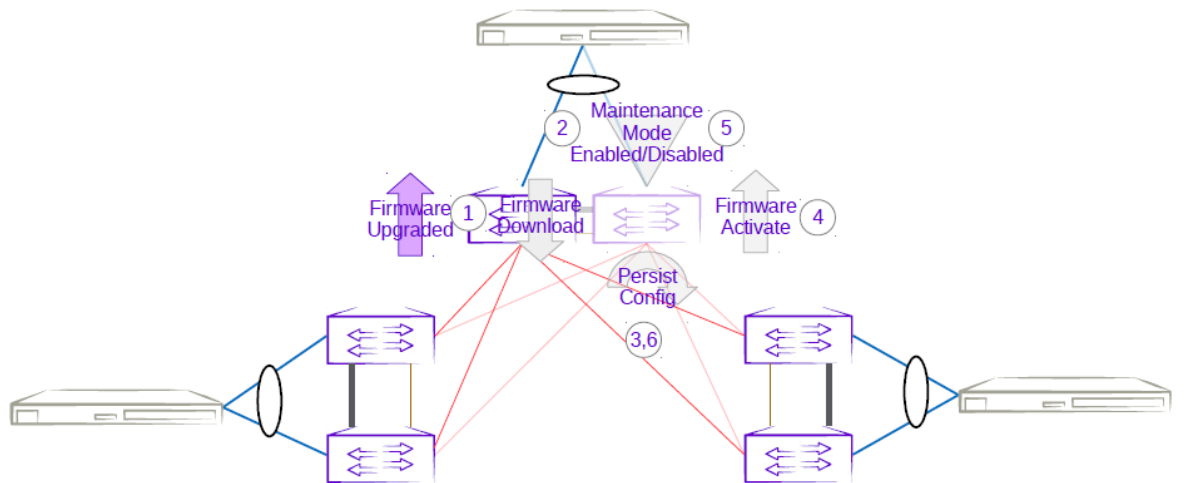 2
Maintenance
Mode
Enabled/Disabled
5
Firmware
Upgraded
1
Firmware
Download
Firmware
Activate
4
Persist
Config
3,6